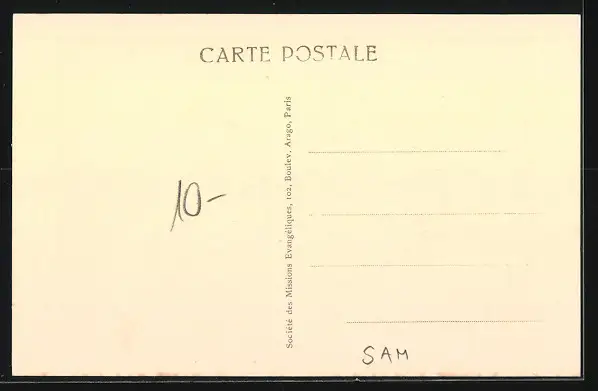 CARTE POSTALE
Société des Missions Evangéliques, 102, Boulev. Arago, Paris
10-
SAM